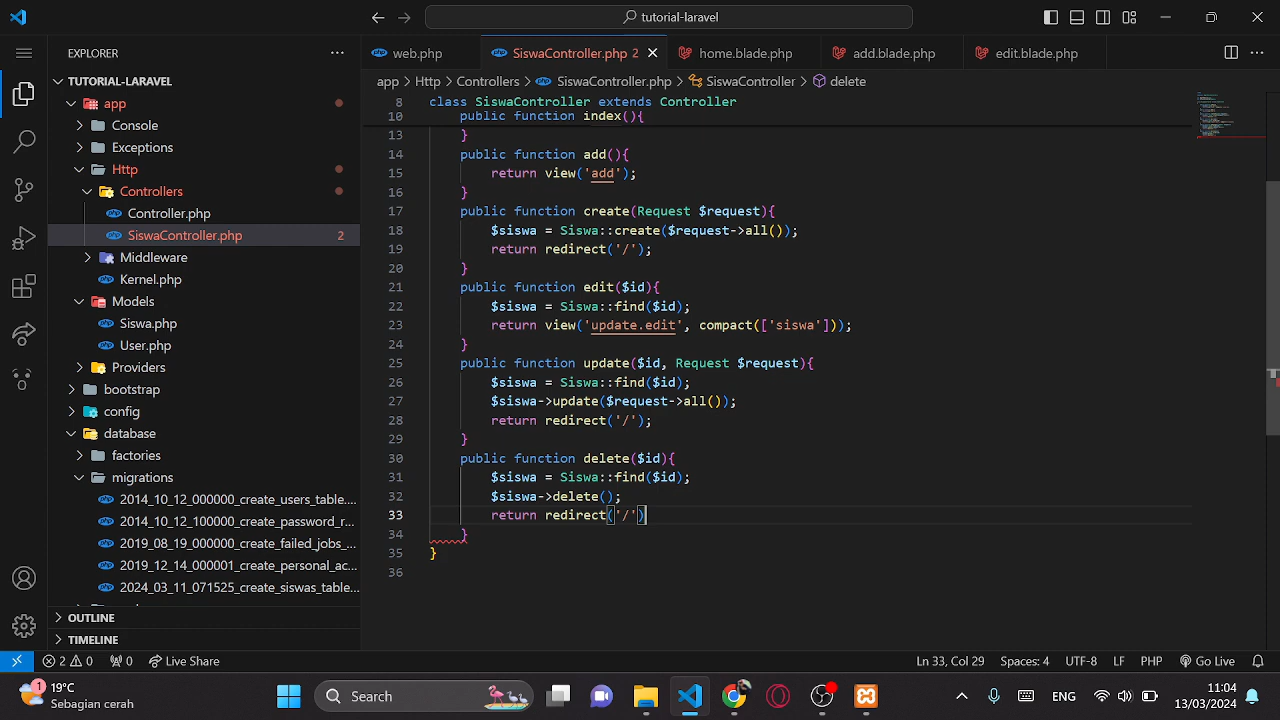 tutorial-laravel
EXPLORER
web.php
SiswaController.php 2
home.blade.php
add.blade.php
edit.blade.php
TUTORIAL-LARAVEL
app
Console
Exceptions
Http
Controllers
Controller.php
SiswaController.php 2
Middleware
Kernel.php
Models
Siswa.php
User.php
Providers
bootstrap
config
database
factories
migrations
2014_10_12_000000_create_users_table....
2014_10_12_100000_create_password_r...
2019_08_19_000000_create_failed_jobs_...
2019_12_14_000001_create_personal_ac...
2024_03_11_071525_create_siswas_table...
OUTLINE
TIMELINE
app > Http > Controllers > SiswaController.php > SiswaController > delete
8 class SiswaController extends Controller
10 public function index(){
13 }
14 public function add(){
15 return view('add');
16 }
17 public function create(Request $request){
18 $siswa = Siswa::create($request->all());
19 return redirect('/');
20 }
21 public function edit($id){
22 $siswa = Siswa::find($id);
23 return view('update.edit', compact(['siswa']));
24 }
25 public function update($id, Request $request){
26 $siswa = Siswa::find($id);
27 $siswa->update($request->all());
28 return redirect('/');
29 }
30 public function delete($id){
31 $siswa = Siswa::find($id);
32 $siswa->delete();
33 return redirect('/')
34 }
35 }
36
2 0 0 Live Share
Ln 33, Col 29 Spaces: 4 UTF-8 LF PHP Go Live
1
19°C
Sebagian cerah
Search
ENG
11:04
13/03/2024